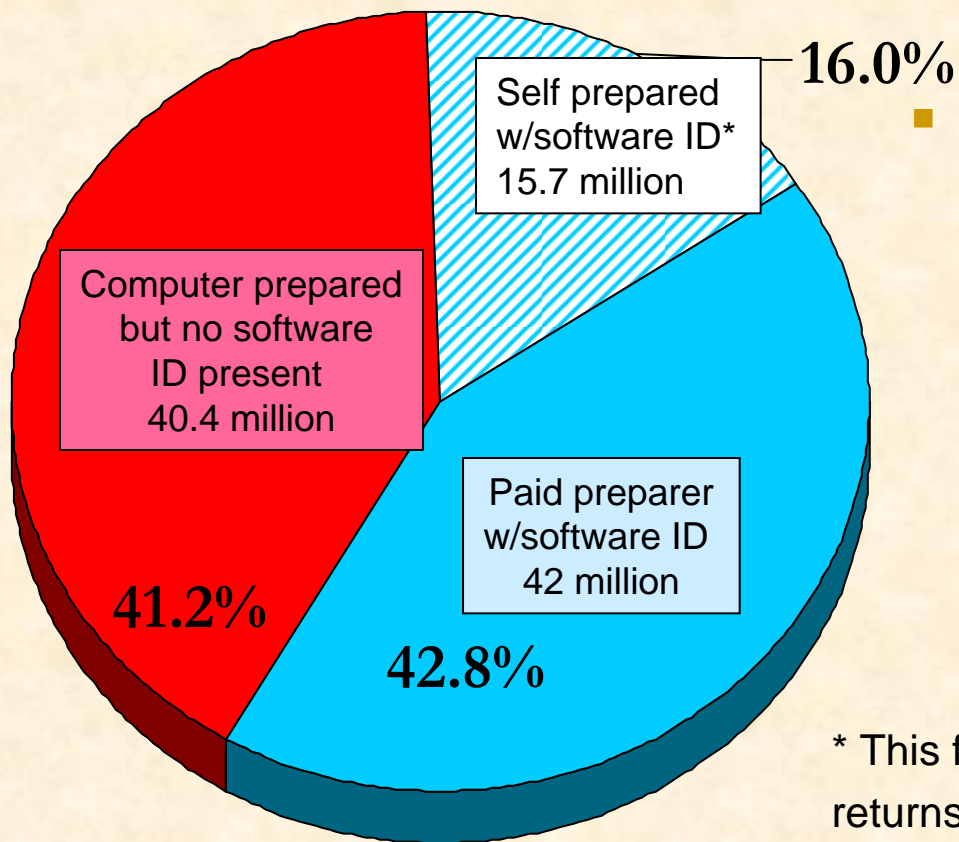 16.0%
Self prepared
w/software ID*
15.7 million
Computer prepared
but no software
ID present
40.4 million
Paid preparer
w/software ID
42 million
41.2%
42.8%
* This
returns